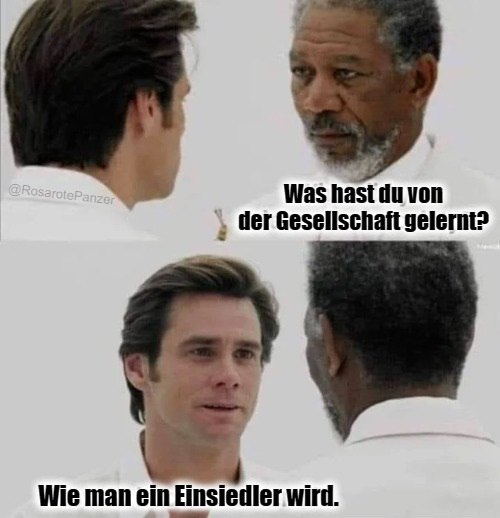 @RosarotePanzer
Was hast du von
der Gesellschaft gelernt?
Wie man ein Einsiedler wird.